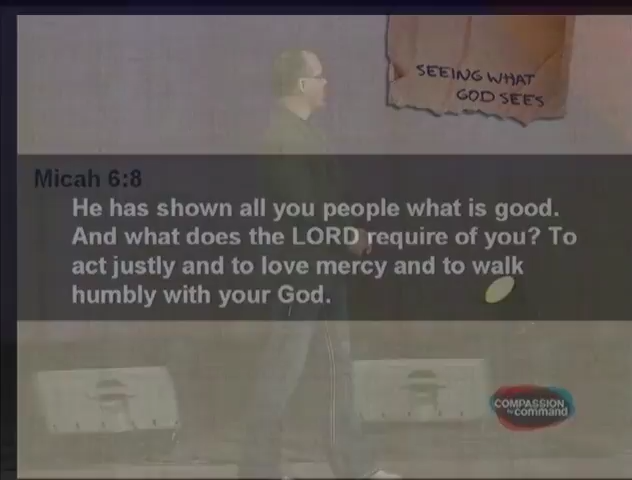 SEEING WHAT
GOD SEES
Micah 6:8
He has shown all you people what is good.
And what does the LORD require of you? To
act justly and to love mercy and to walk
humbly with your God.
COMPASSION
by command